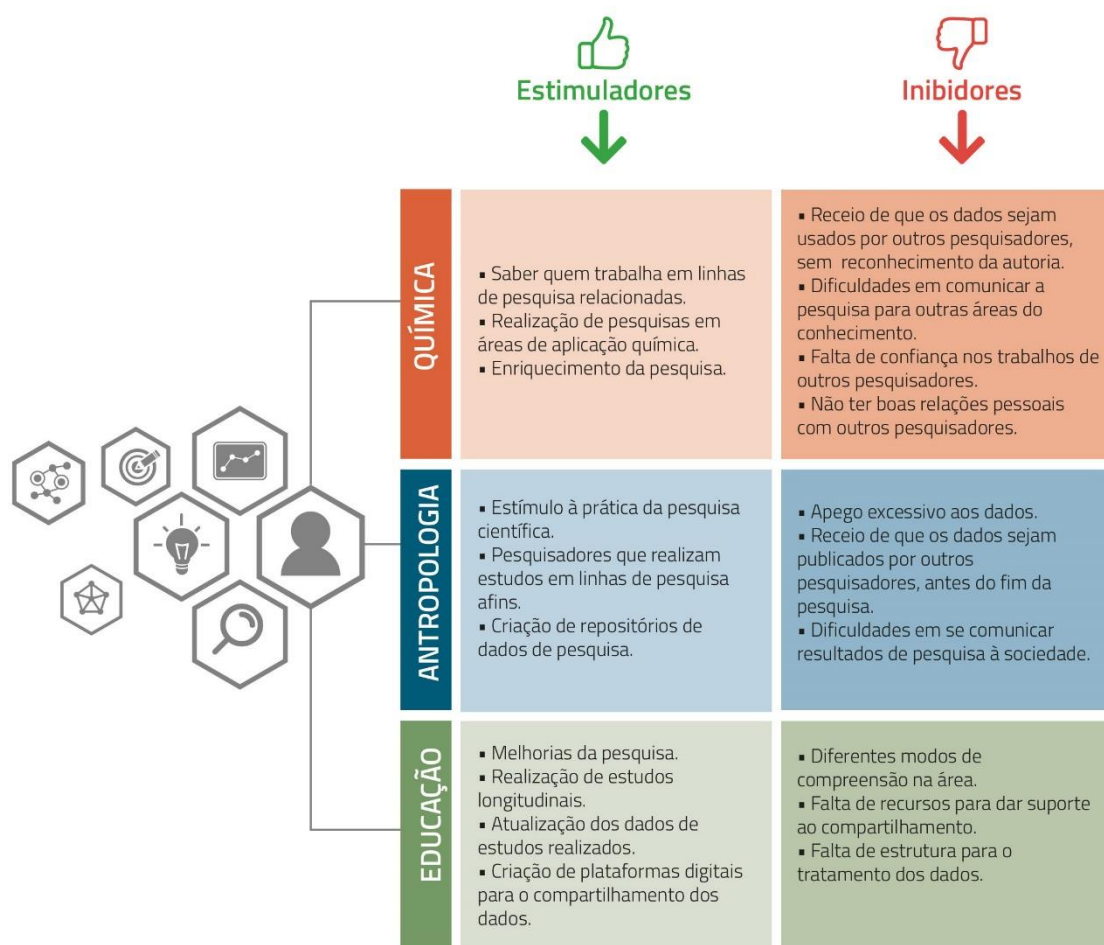 Estimuladores
Inibidores
QUÍMICA
▪ Saber quem trabalha em linhas
de pesquisa relacionadas.
▪ Realização de pesquisas em
áreas de aplicação química.
▪ Enriquecimento da pesquisa.
▪ Receio de que os dados sejam
usados por outros pesquisadores,
sem reconhecimento da autoria.
▪ Dificuldades em comunicar a
pesquisa para outras áreas do
conhecimento.
▪ Falta de confiança nos trabalhos de
outros pesquisadores.
▪ Não ter boas relações pessoais
com outros pesquisadores.
ANTROPOLOGIA
▪ Estímulo à prática da pesquisa
científica.
▪ Pesquisadores que realizam
estudos em linhas de pesquisa
afins.
▪ Criação de repositórios de
dados de pesquisa.
▪ Apego excessivo aos dados.
▪ Receio de que os dados sejam
publicados por outros
pesquisadores, antes do fim da
pesquisa.
▪ Dificuldades em se comunicar
resultados de pesquisa à sociedade.
EDUCAÇÃO
▪ Melhorias da pesquisa.
▪ Realização de estudos
longitudinais.
▪ Atualização dos dados de
estudos realizados.
▪ Criação de plataformas digitais
para o compartilhamento dos
dados.
▪ Diferentes modos de
compreensão na área.
▪ Falta de recursos para dar suporte
ao compartilhamento.
▪ Falta de estrutura para o
tratamento dos dados.